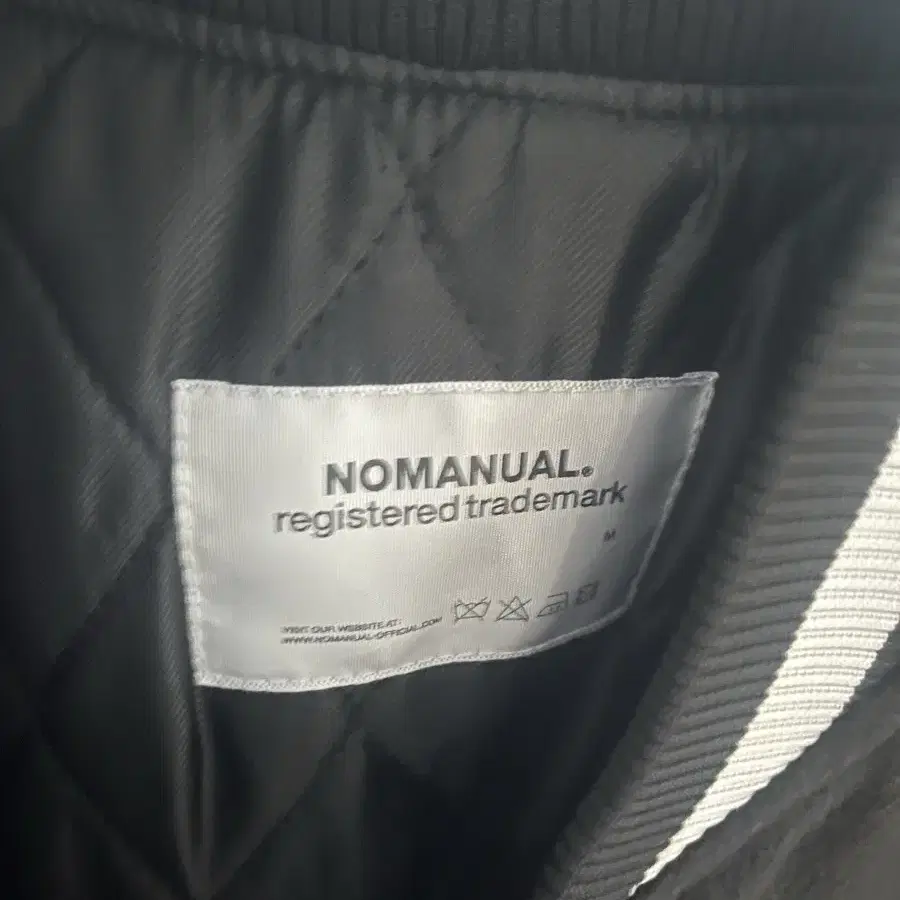 NOMANUAL®
registered trademark
M
VISIT OUR WEBSITE AT:
WWW.NOMANUAL-OFFICIAL.COM